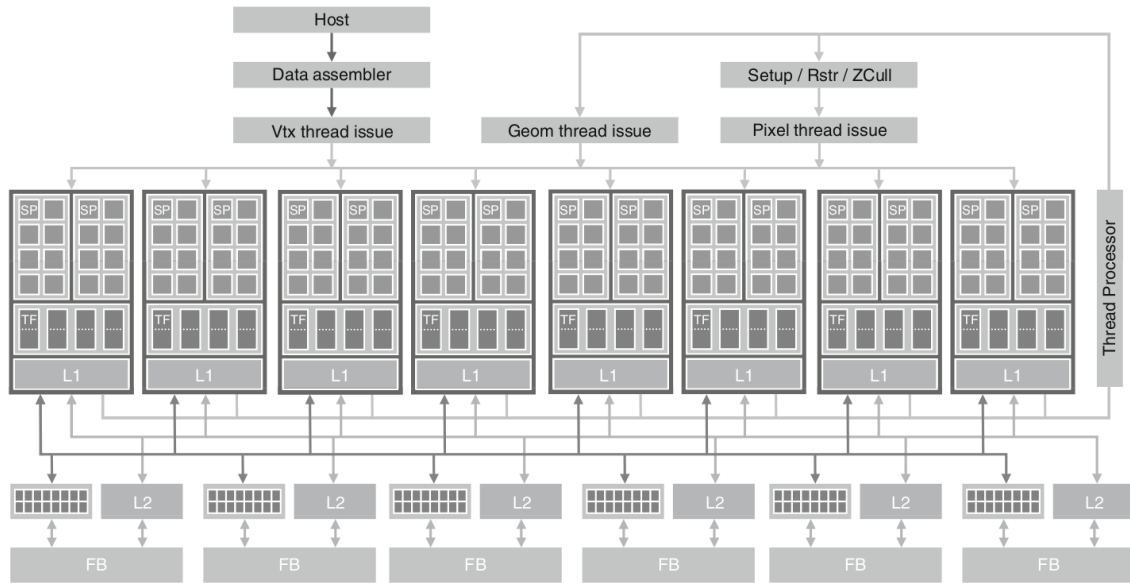 Host
Data assembler
Setup / Rstr / ZCull
Vtx thread issue
Geom thread issue
Pixel thread issue
SP SP SP SP SP SP SP SP SP SP SP SP SP SP SP SP
Thread Processor
TF TF TF TF TF TF TF TF
L1 L1 L1 L1 L1 L1 L1 L1
L2 L2 L2 L2 L2 L2
FB FB FB FB FB FB